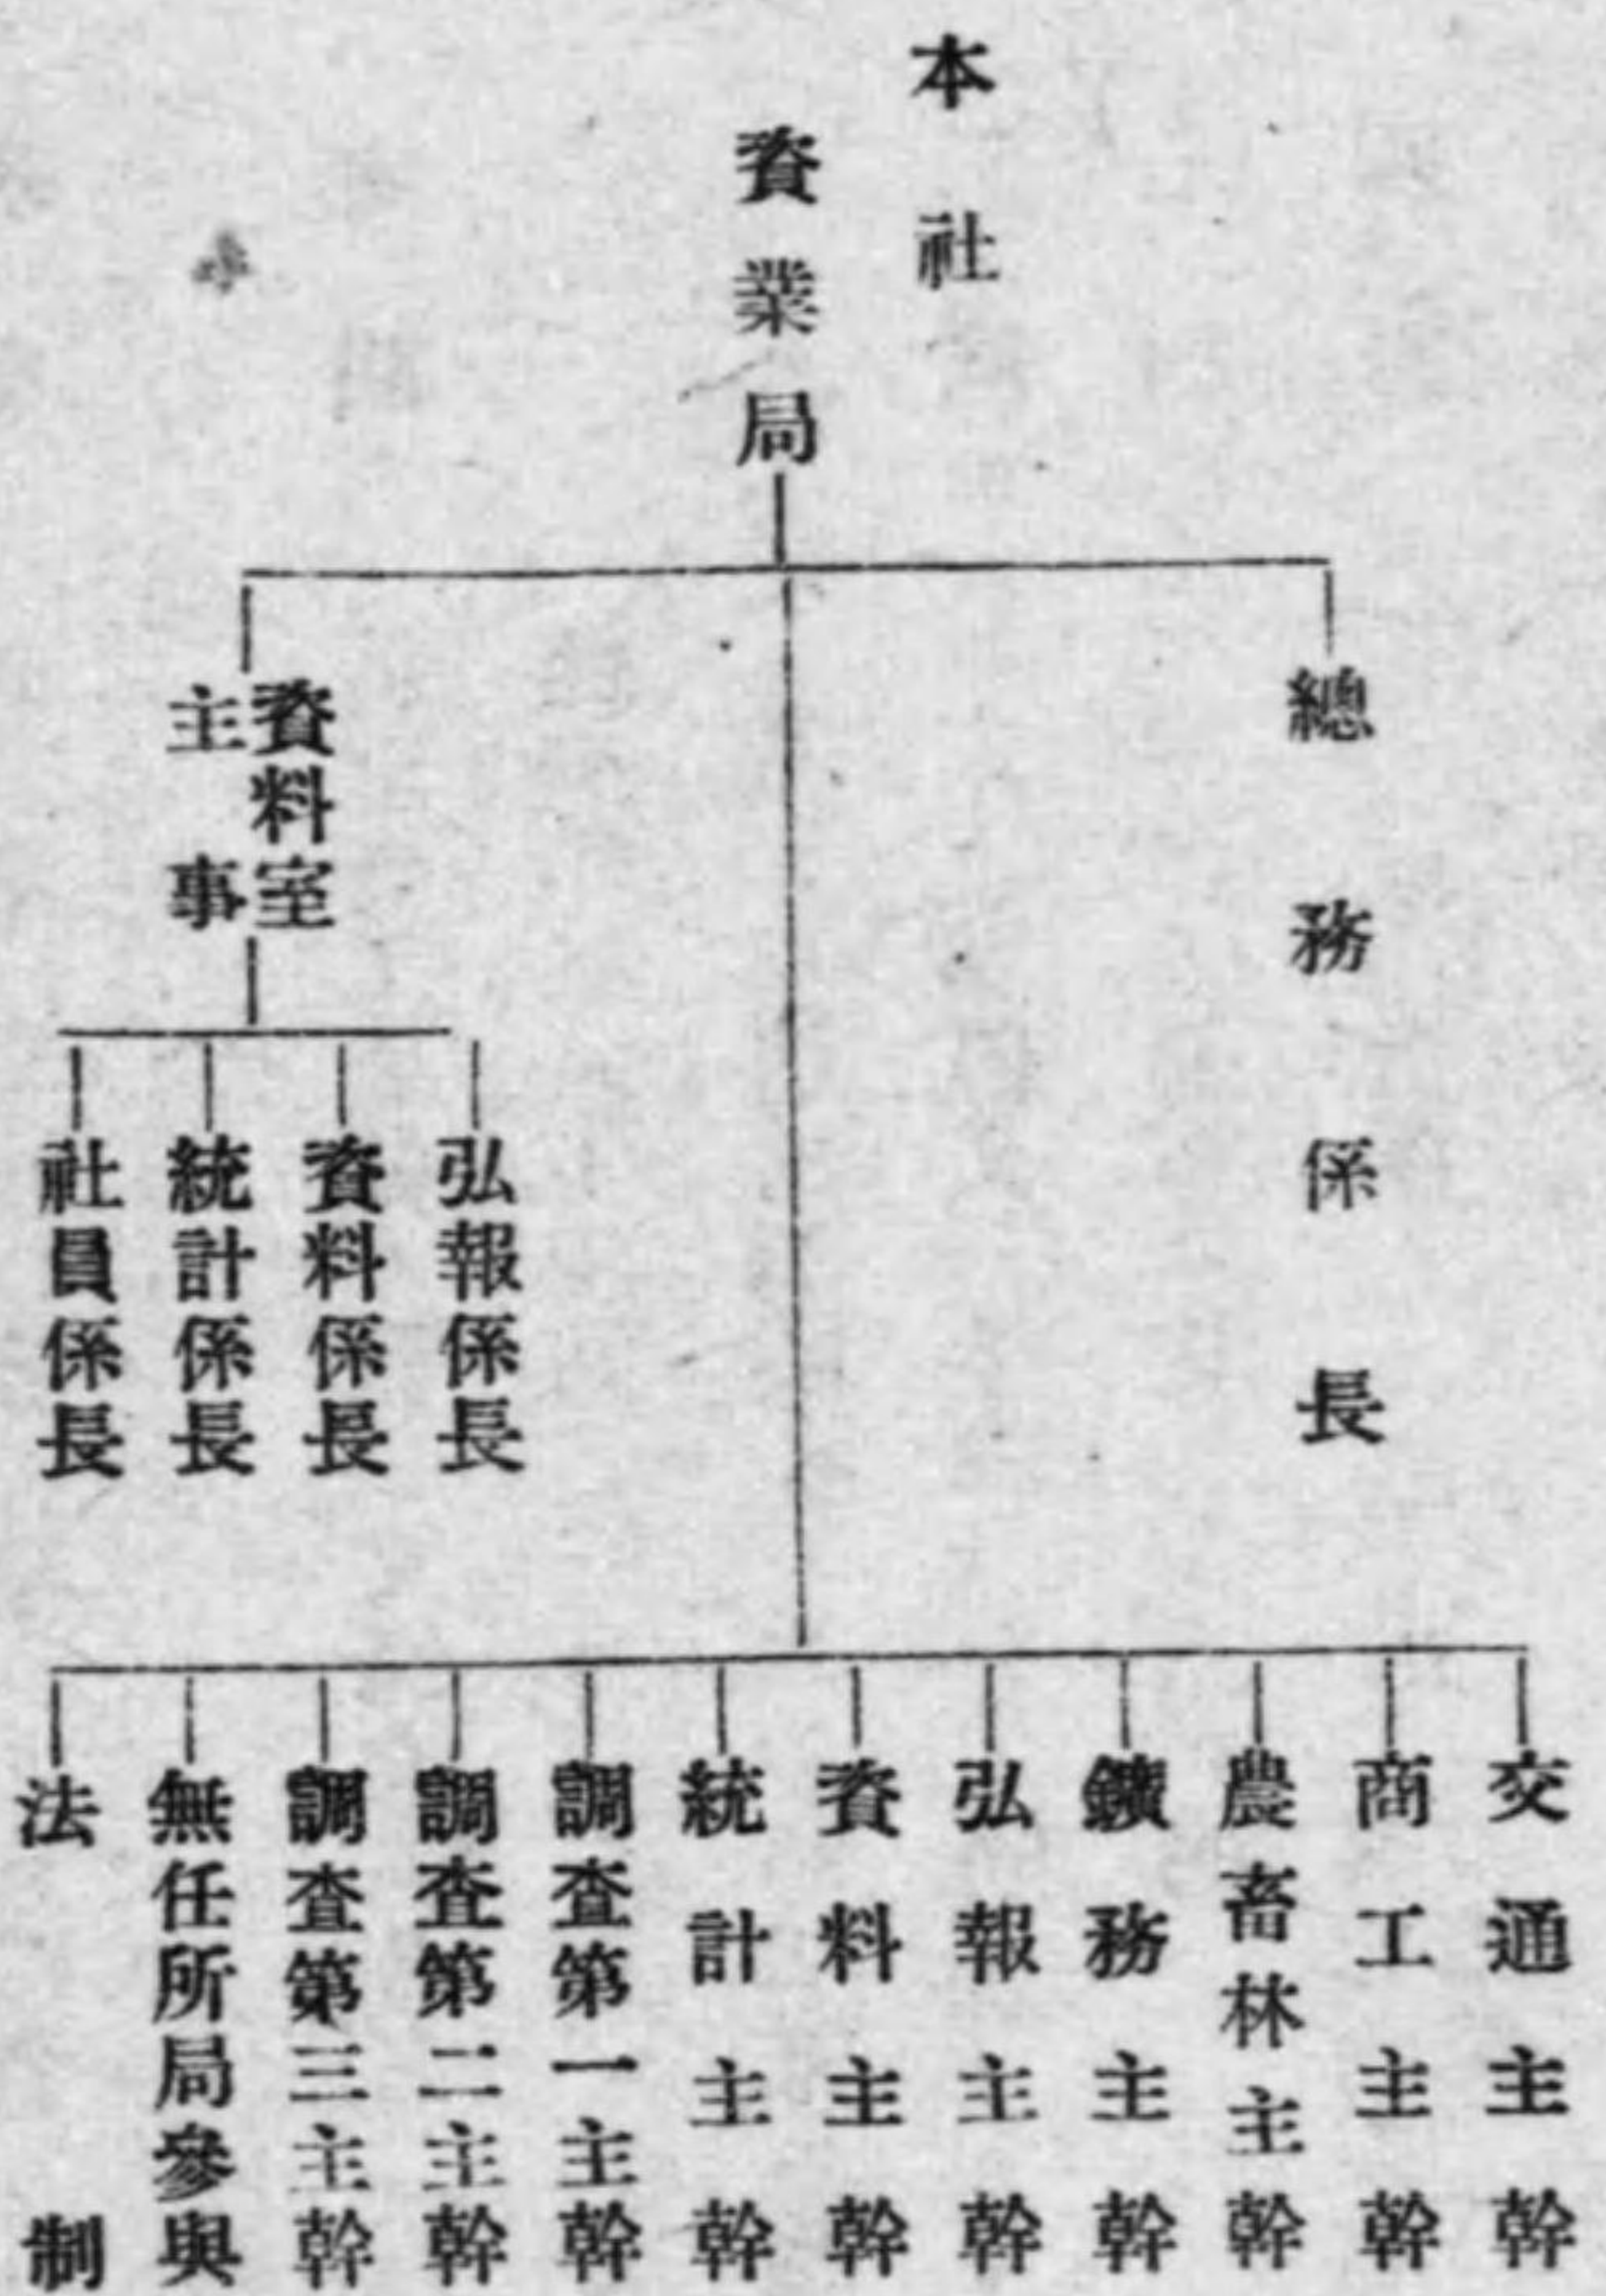 本社
資業局
總務係長
資料室
主事
弘報係長
資料係長
統計係長
社員係長
交通主幹
商工主幹
農畜林主幹
鑛務主幹
弘報主幹
資料主幹
統計主幹
調査第一主幹
調査第二主幹
調査第三主幹
無任所局參與
法制